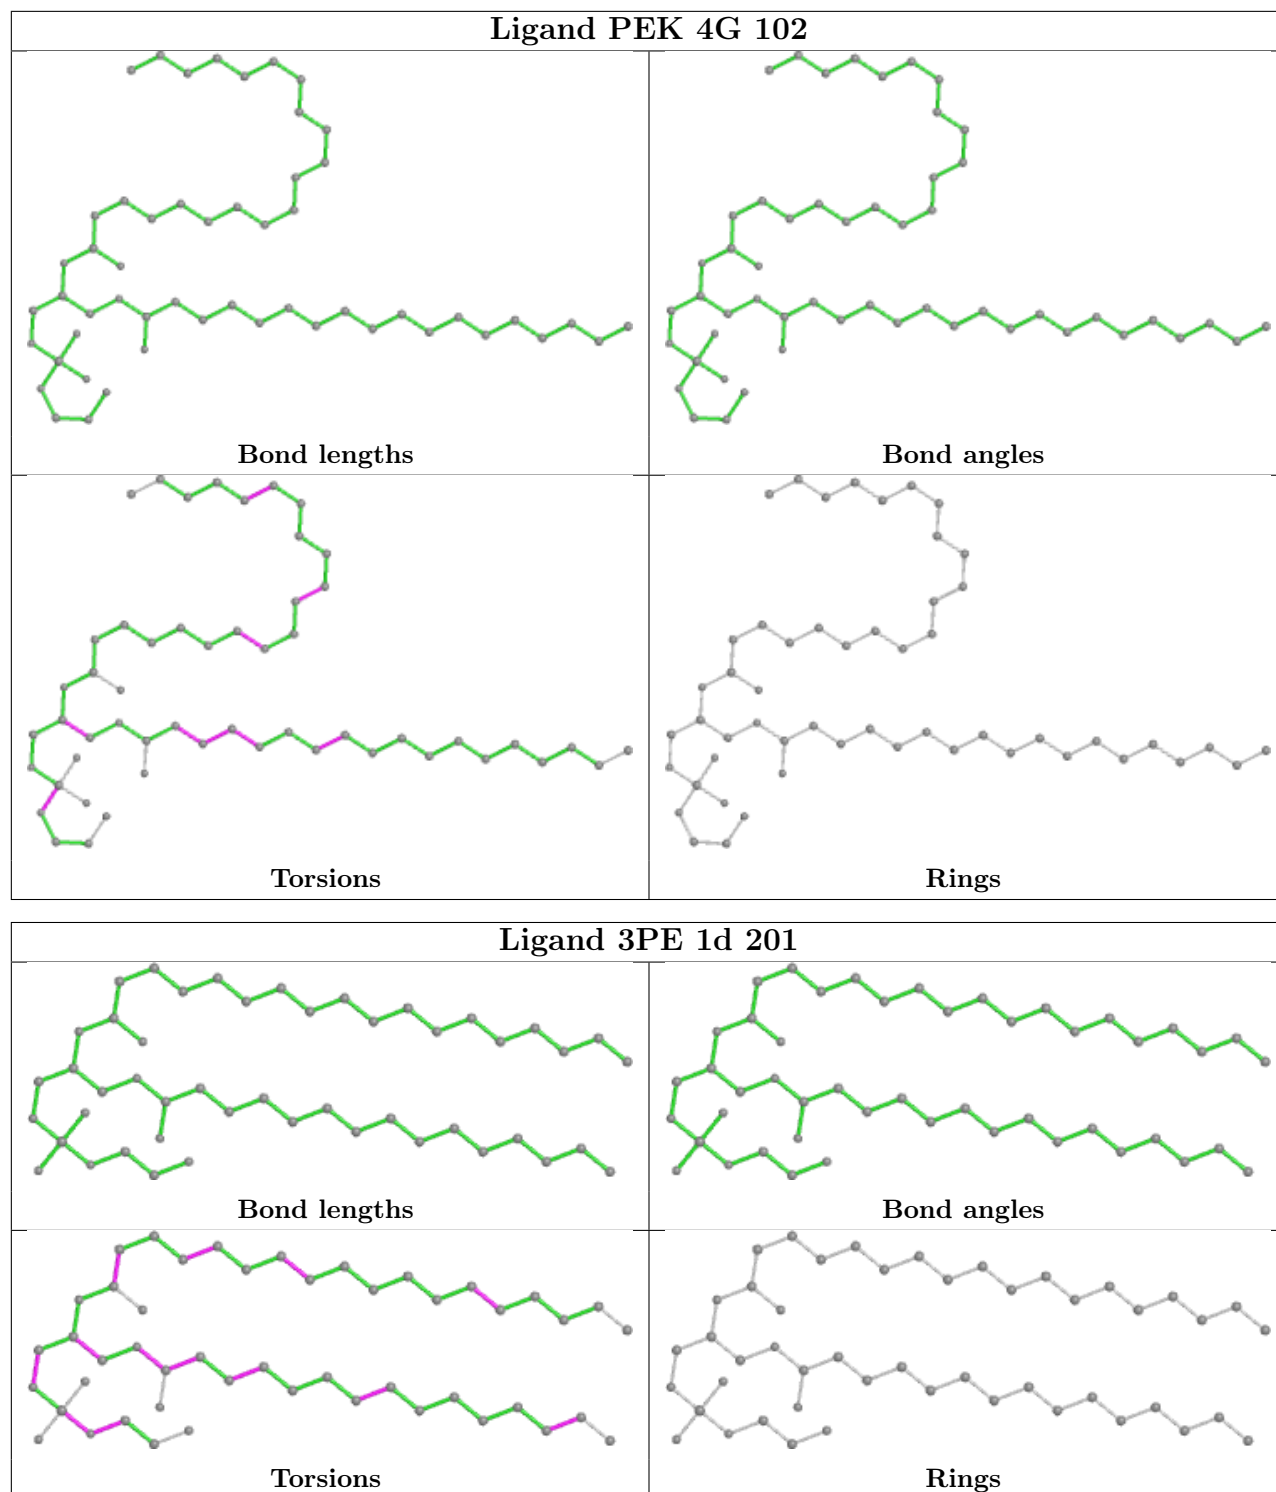 Ligand PEK 4G 102
Bond lengths
Bond angles
Torsions
Rings
Ligand 3PE 1d 201
Bond lengths
Bond angles
Torsions
Rings